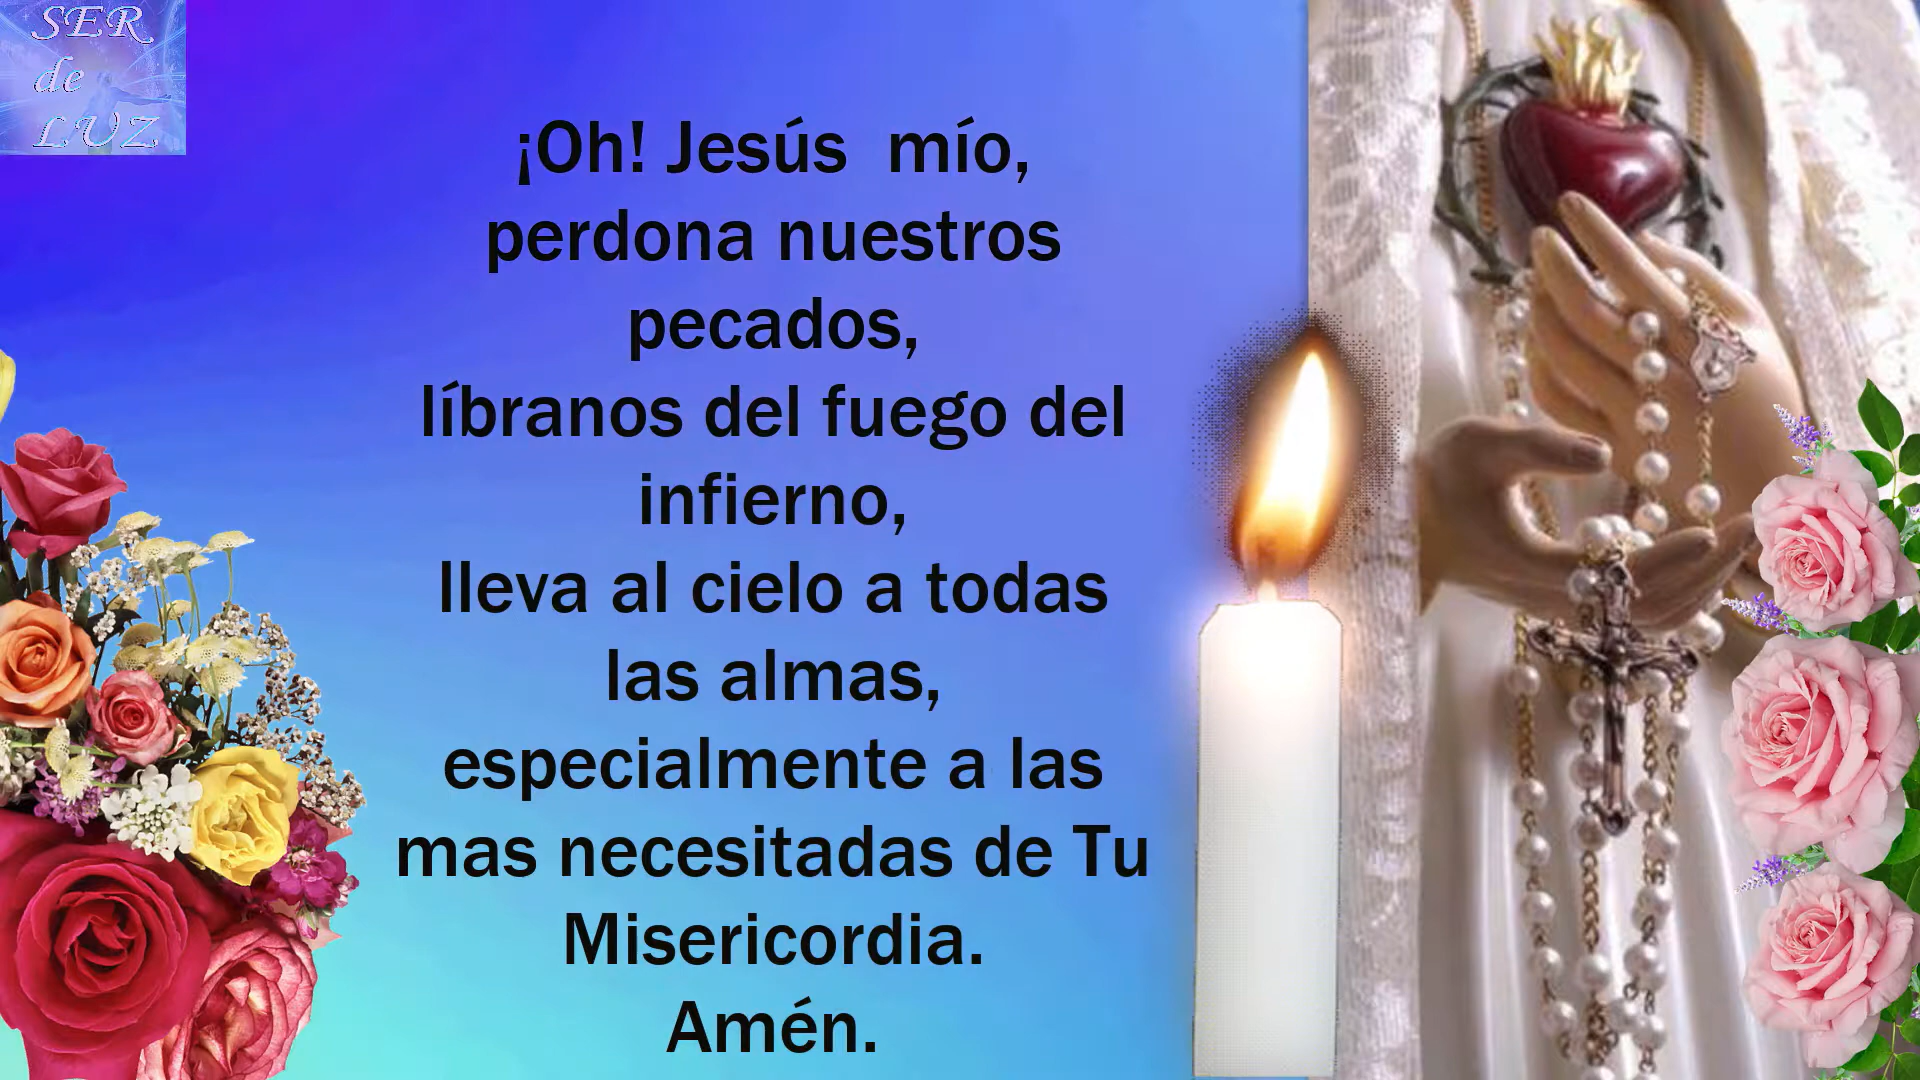 SER
de
LUZ
¡Oh! Jesús  mío,
perdona nuestros
pecados,
líbranos del fuego del
infierno,
lleva al cielo a todas
las almas,
especialmente a las
mas necesitadas de Tu
Misericordia.
Amén.